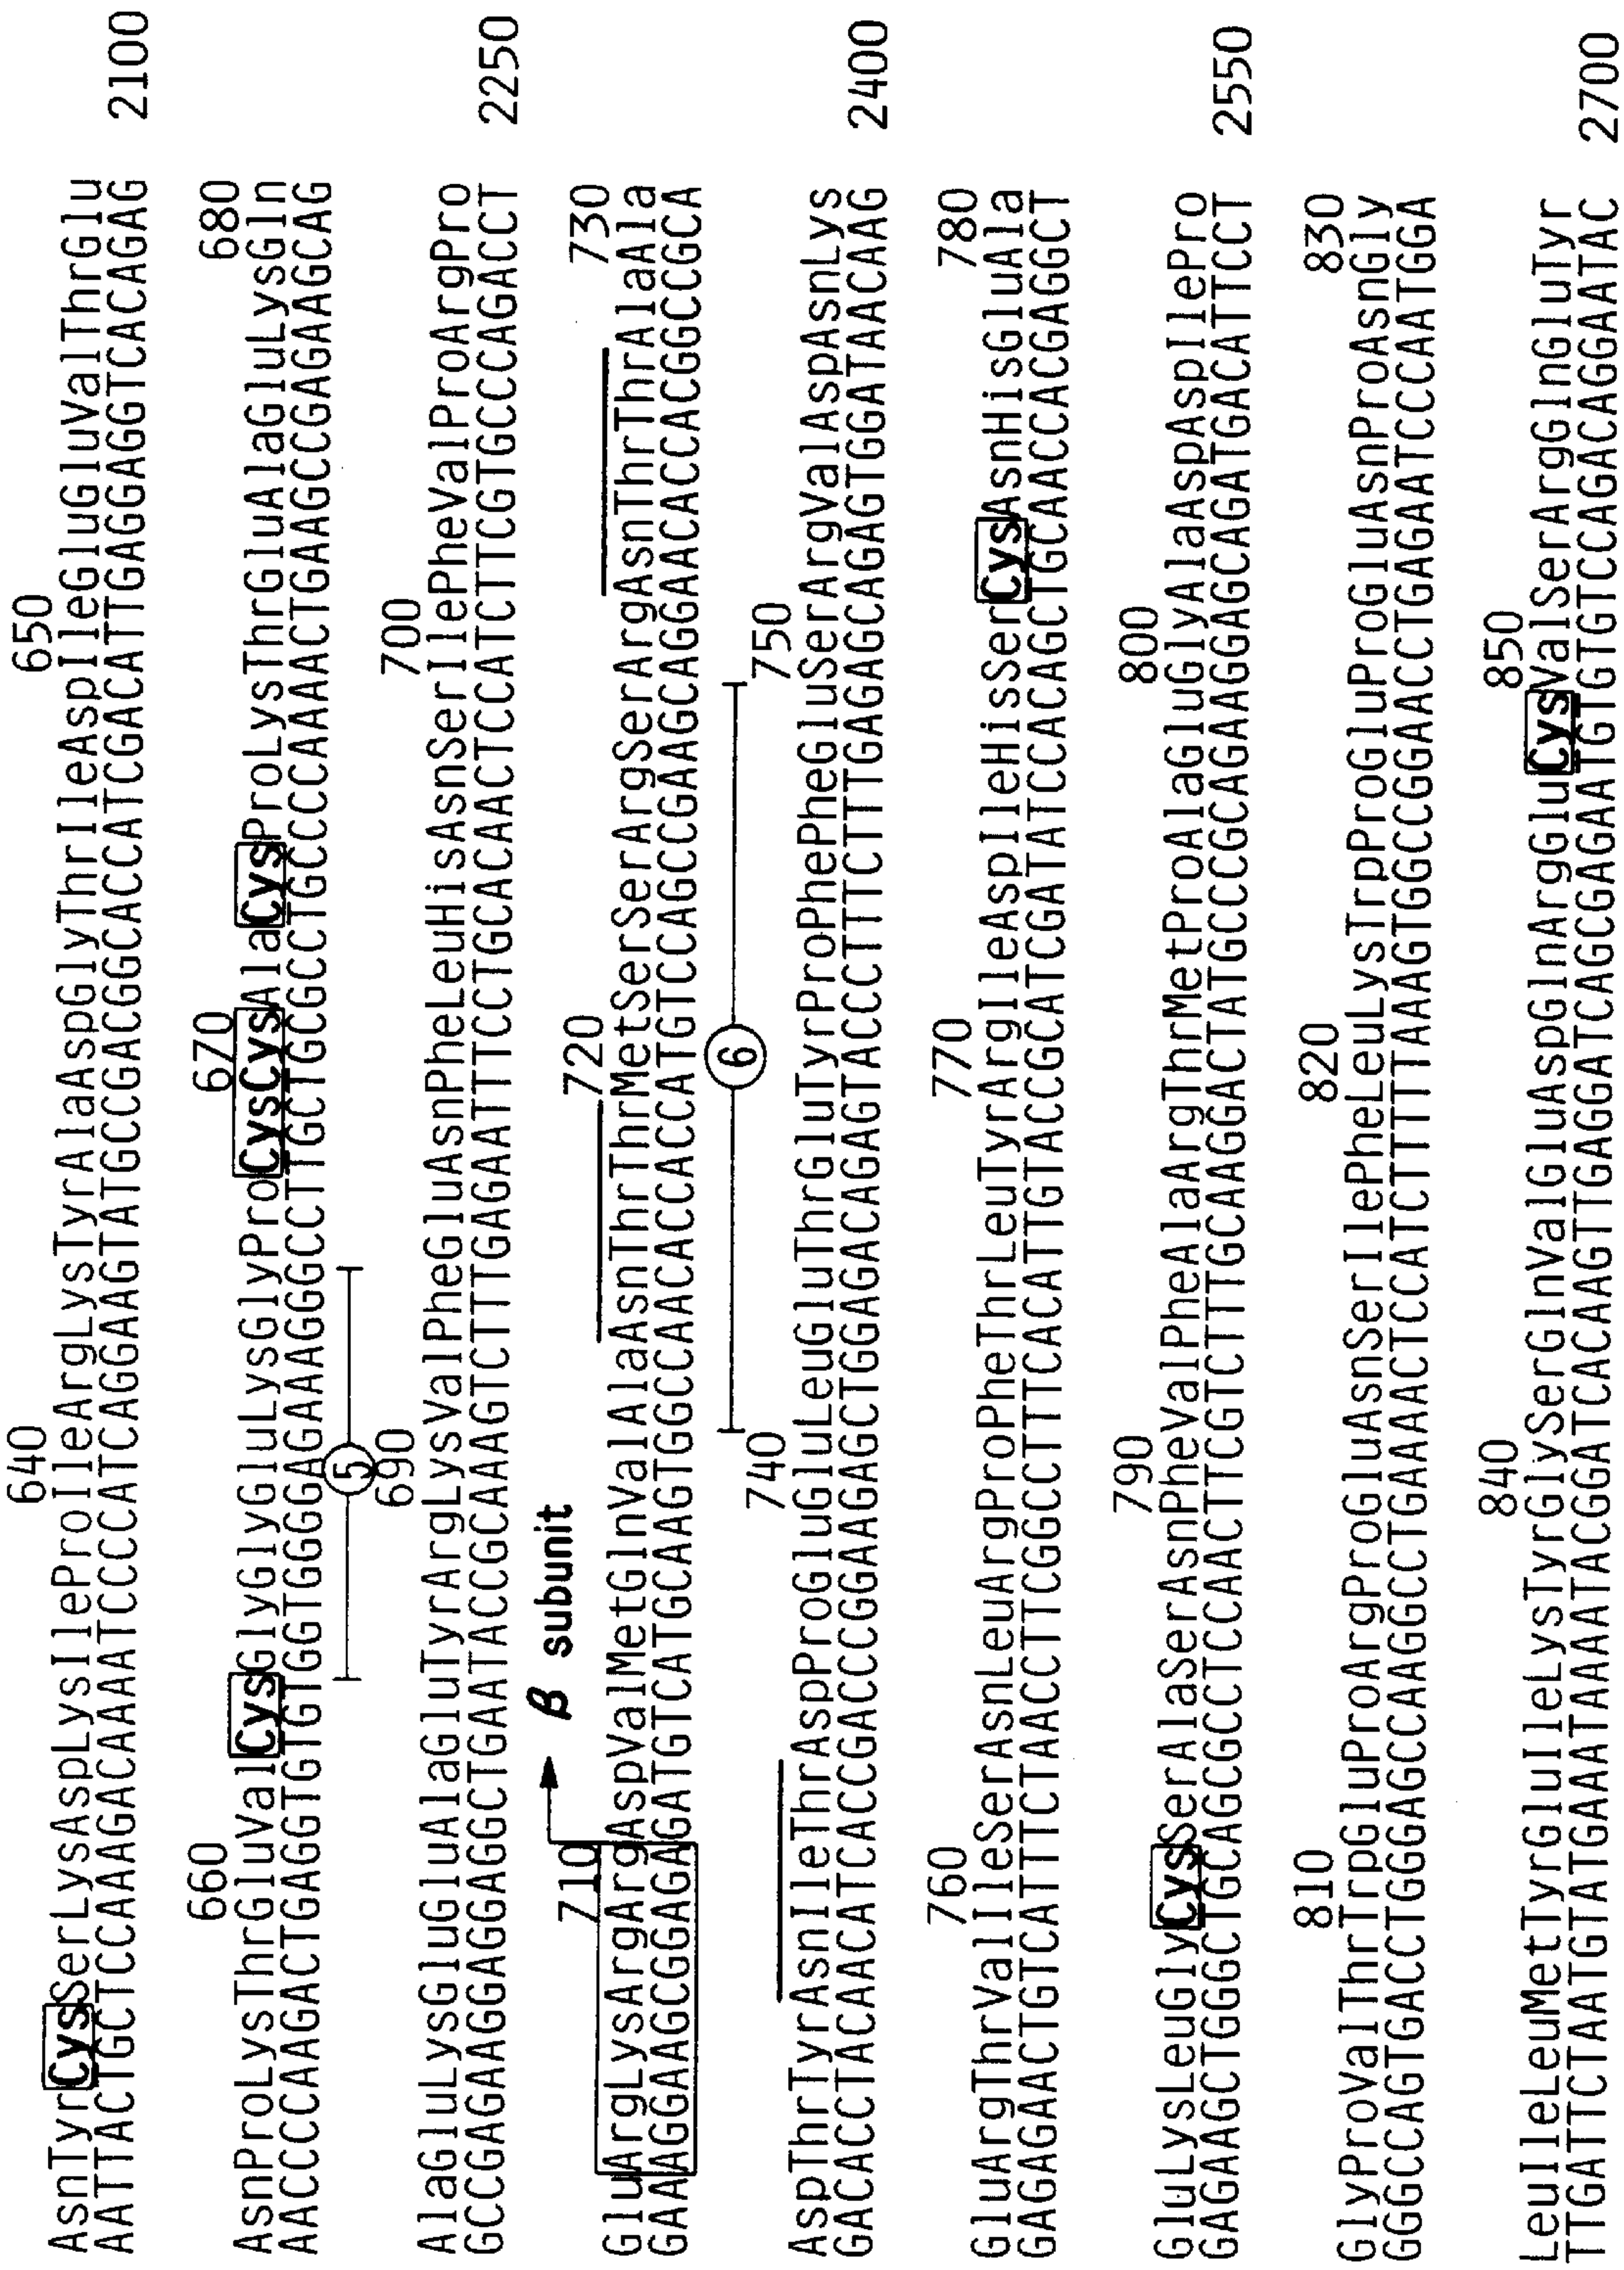 640 650
AsnTyrCysSerLysAspLysIleProIleArgLysTyrAlaAspGlyThrIleAspIleGluGluValThrGlu
AATTACTGCTCCAAAGACAAAATCCCCATCAGGAAGTATGCCGACGGCACCATCGACATTGAGGAGGTCACAGAG 2100
660 670 680
AsnProLysThrGluValCysGlyGlyGluLysGlyProCysCysAlaCysProLysThrGluAlaGluLysGln
AACCCCAAGACTGAGGTGTGTGGTGGGGAGAAAGGGCCTTGCTGCGCCTGCCCCAAAACTGAAGCCGAGAAGCAG
5
690 700
AlaGluLysGluGluAlaGluTyrArgLysValPheGluAsnPheLeuHisAsnSerIlePheValProArgPro
GCCGAGAAGGAGGAGGCTGAATACCGCAAAGTCTTTGAGAATTTCCTGCACAACTCCATCTTCGTGCCCAGACCT 2250
β subunit
710 720 730
GluArgLysArgArgAspValMetGlnValAlaAsnThrThrMetSerSerArgSerArgAsnThrThrAlaAla
GAAAGGAAGCGGAGAGATGTCATGCAAGTGGCCAACACCACCATGTCCAGCCGAAGCAGGAACACCACGGCCGCA
6
740 750
AspThrTyrAsnIleThrAspProGluGluLeuGluThrGluTyrProPhePheGluSerArgValAspAsnLys
GACACCTACAACATCACCGACCCGGAAGAGCTGGAGACAGAGTACCCTTTCTTTGAGAGCAGAGTGGATAACAAG 2400
760 770 780
GluArgThrValIleSerAsnLeuArgProPheThrLeuTyrArgIleAspIleHisSerCysAsnHisGluAla
GAGAGAACTGTCATTTCTAACCTTCGGCCTTTCACATTGTACCGCATCGATATCCACAGCTGCAACCACGAGGCT
790 800
GluLysLeuGlyCysSerAlaSerAsnPheValPheAlaArgThrMetProAlaGluGlyAlaAspAspIlePro
GAGAAGCTGGGCTGCAGCGCCTCCAACTTCGTCTTTGCAAGGACTATGCCCGCAGAAGGAGCAGATGACATTCCT 2550
810 820 830
GlyProValThrTrpGluProArgProGluAsnSerIlePheLeuLysTrpProGluProGluAsnProAsnGly
GGGCCAGTGACCTGGGAGCCAAGGCCTGAAAACTCCATCTTTTTAAAGTGGCCGGAACCTGAGAATCCCAATGGA
840 850
LeuIleLeuMetTyrGluIleLysTyrGlySerGlnValGluAspGlnArgGluCysValSerArgGlnGluTyr
TTGATTCTAATGTATGAAATAAAATACGGATCACAAGTTGAGGATCAGCGAGAATGTGTGTCCAGACAGGAATAC 2700